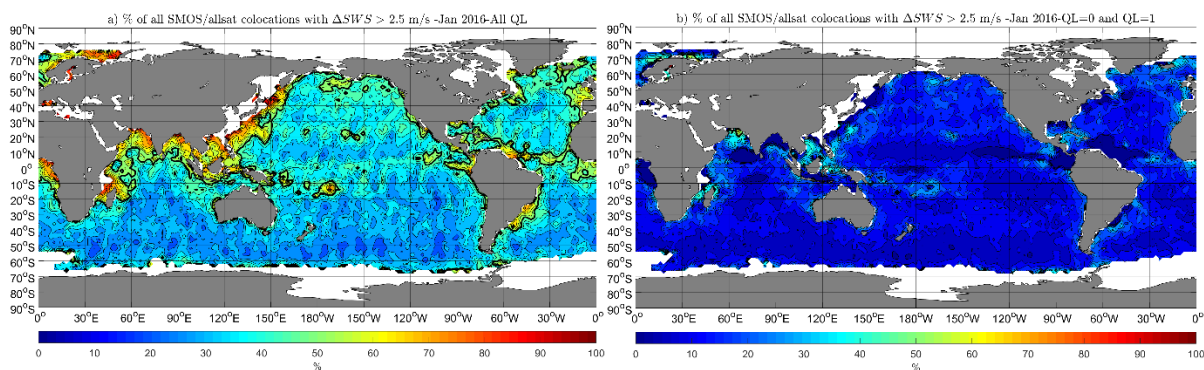 a) % of all SMOS/allsat colocations with ΔSWS > 2.5 m/s -Jan 2016-All QL
90°N
80°N
70°N
60°N
50°N
40°N
30°N
20°N
10°N
0°
10°S
20°S
30°S
40°S
50°S
60°S
70°S
80°S
90°S
0° 30°E 60°E 90°E 120°E 150°E 180°W 150°W 120°W 90°W 60°W 30°W 0°
0 10 20 30 40 50 60 70 80 90 100
%
b) % of all SMOS/allsat colocations with ΔSWS > 2.5 m/s -Jan 2016-QL=0 and QL=1
90°N
80°N
70°N
60°N
50°N
40°N
30°N
20°N
10°N
0°
10°S
20°S
30°S
40°S
50°S
60°S
70°S
80°S
90°S
0° 30°E 60°E 90°E 120°E 150°E 180°W 150°W 120°W 90°W 60°W 30°W 0°
0 10 20 30 40 50 60 70 80 90 100
%